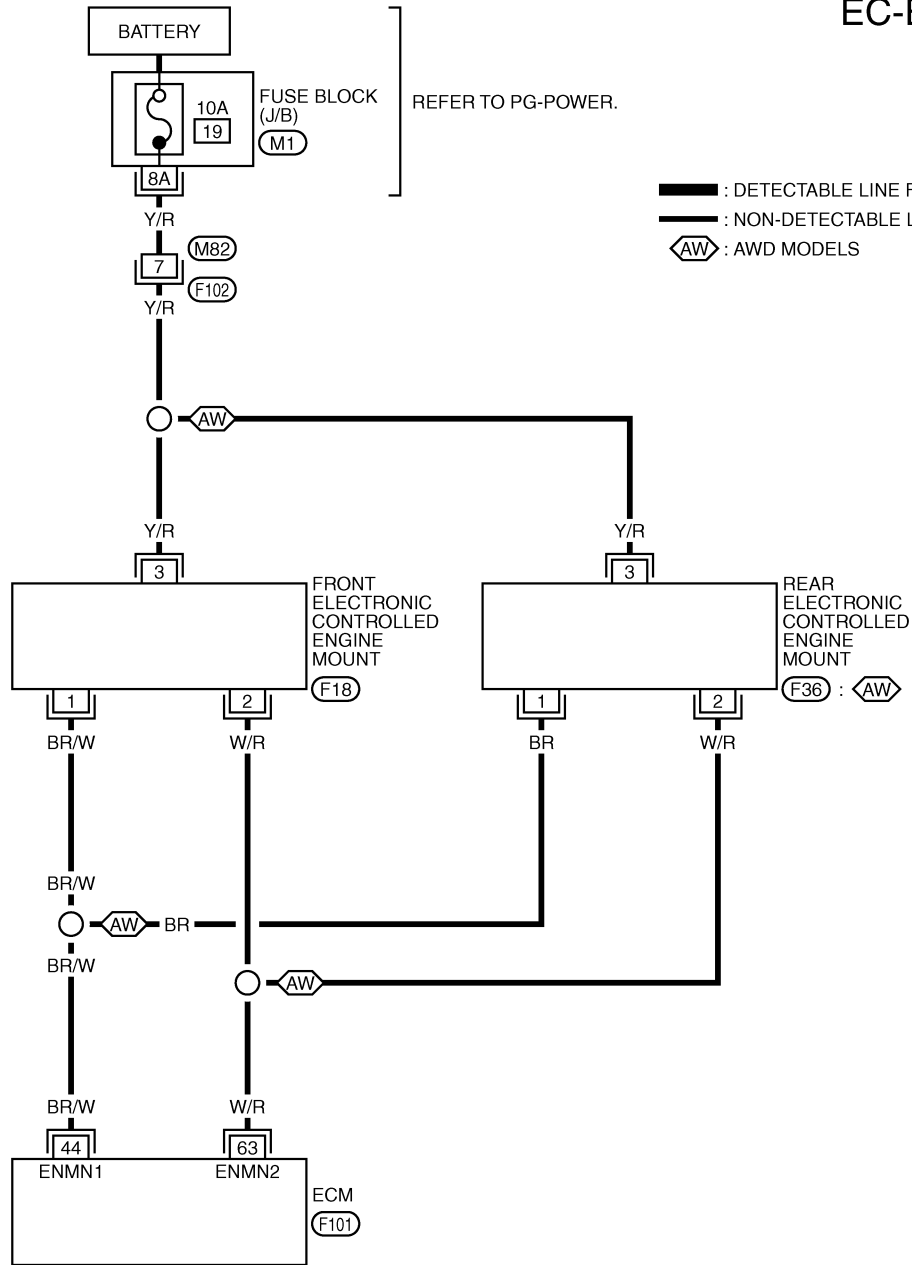 EC-E
BATTERY
10A
19
FUSE BLOCK
(J/B)
M1
REFER TO PG-POWER.
8A
: DETECTABLE LINE F
: NON-DETECTABLE L
AW : AWD MODELS
Y/R
M82
7
F102
Y/R
AW
Y/R
Y/R
3
3
FRONT
ELECTRONIC
CONTROLLED
ENGINE
MOUNT
F18
REAR
ELECTRONIC
CONTROLLED
ENGINE
MOUNT
F36 : AW
1
2
1
2
BR/W
W/R
BR
W/R
BR/W
AW
BR
BR/W
AW
BR/W
W/R
44
63
ENMN1
ENMN2
ECM
F101